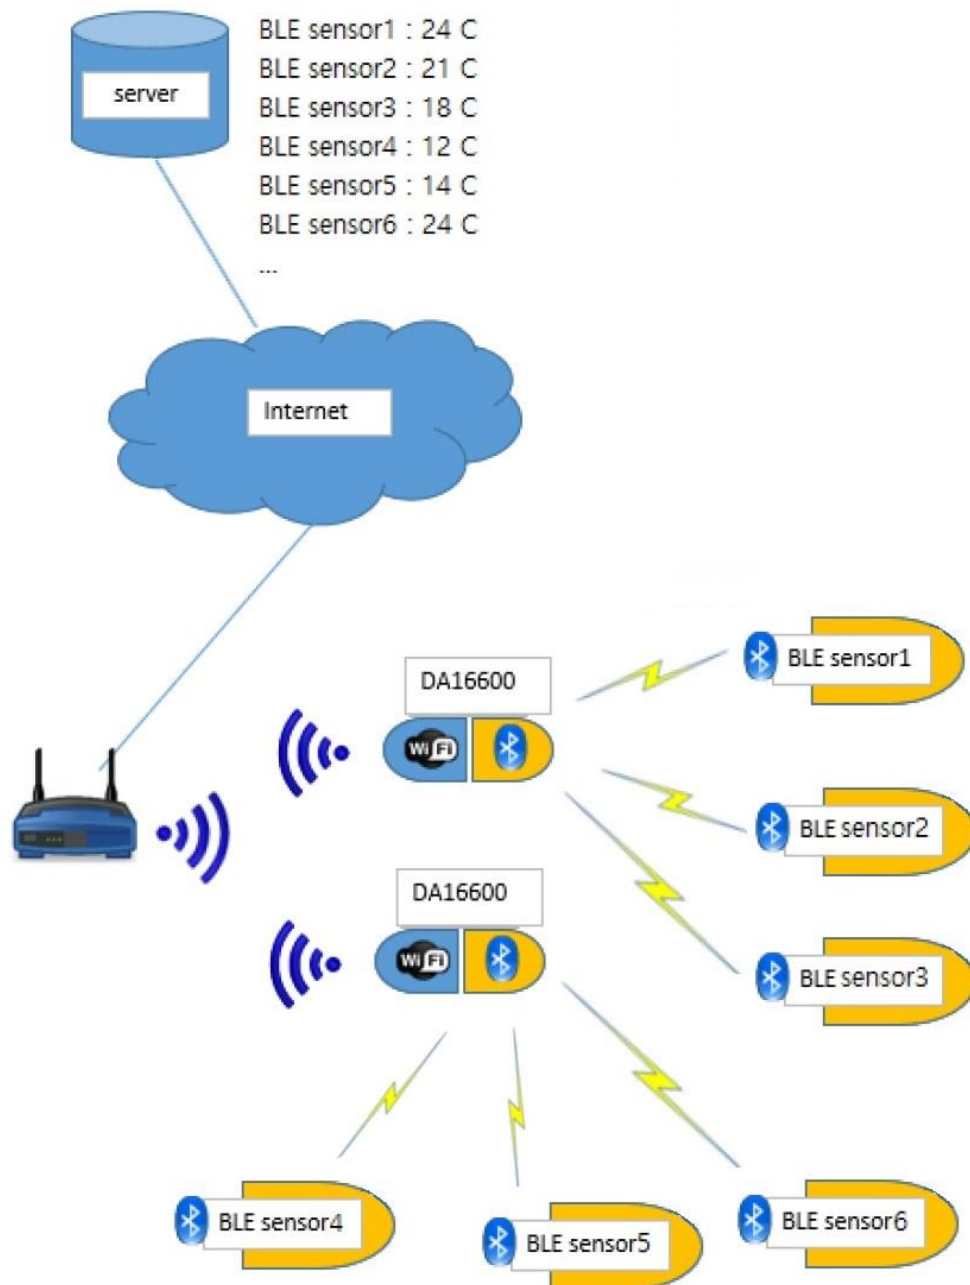 BLE sensor1 : 24 C
BLE sensor2 : 21 C
BLE sensor3 : 18 C
BLE sensor4 : 12 C
BLE sensor5 : 14 C
BLE sensor6 : 24 C
...
server
Internet
DA16600
Wi Fi
BLE sensor1
BLE sensor2
DA16600
Wi Fi
BLE sensor3
BLE sensor4
BLE sensor5
BLE sensor6